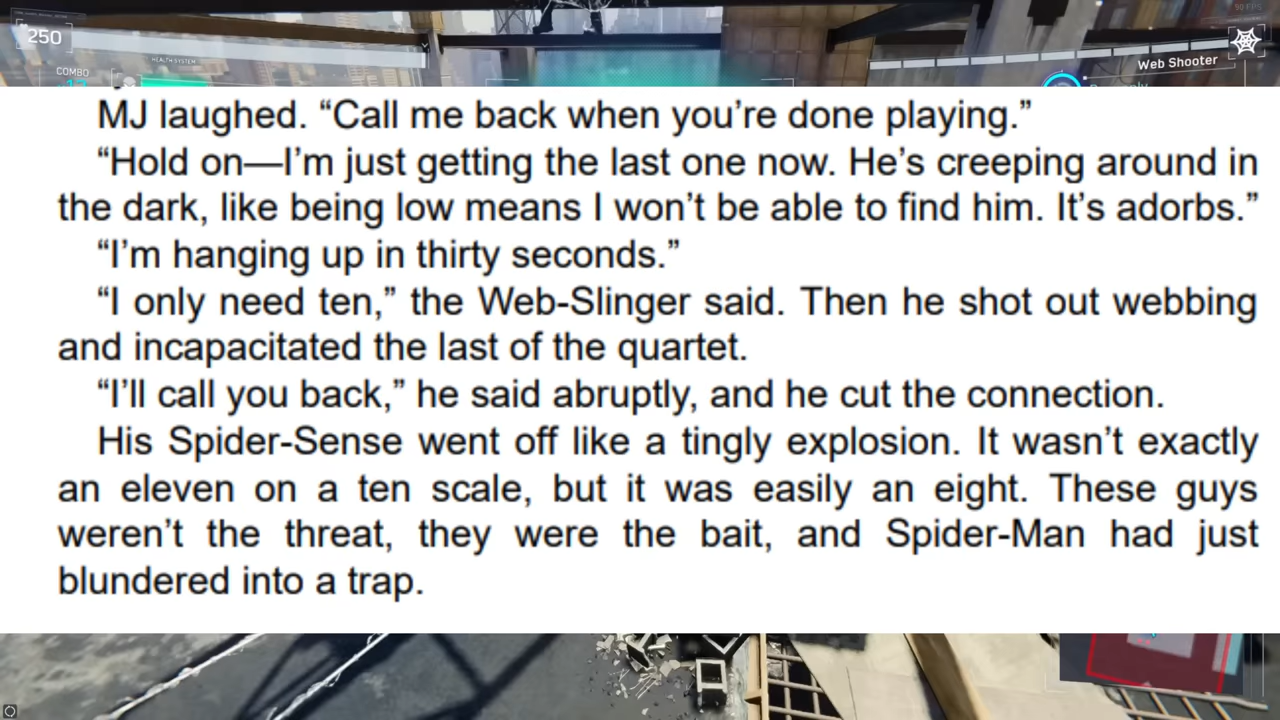 250
90 FPS
HEALTH SYSTEM
COMBO
Web Shooter
MJ laughed. “Call me back when you’re done playing.”
“Hold on—I’m just getting the last one now. He’s creeping around in
the dark, like being low means I won’t be able to find him. It’s adorbs.”
“I’m hanging up in thirty seconds.”
“I only need ten,” the Web-Slinger said. Then he shot out webbing
and incapacitated the last of the quartet.
“I’ll call you back,” he said abruptly, and he cut the connection.
His Spider-Sense went off like a tingly explosion. It wasn’t exactly
an eleven on a ten scale, but it was easily an eight. These guys
weren’t the threat, they were the bait, and Spider-Man had just
blundered into a trap.